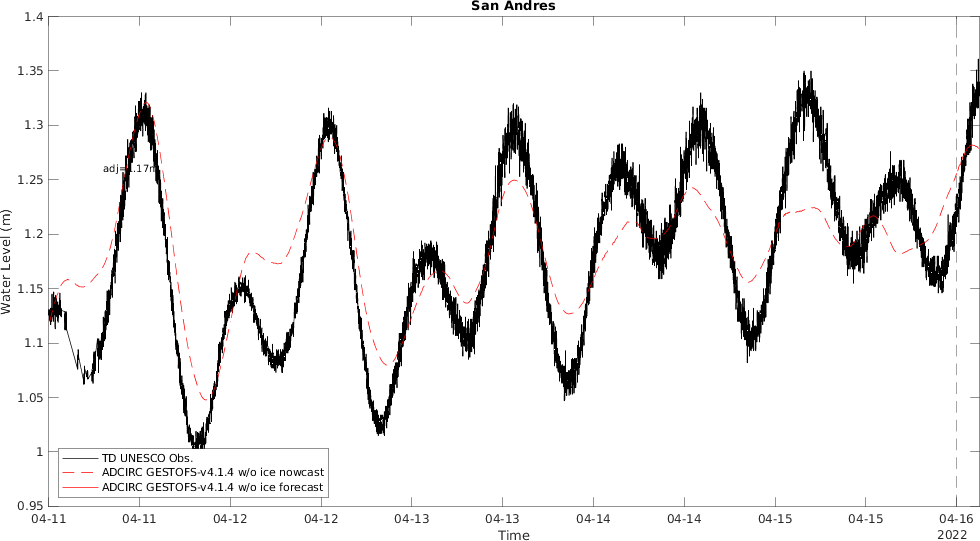 San Andres
1.4
1.35
1.3
1.25
1.2
1.15
1.1
1.05
1
0.95
Water Level (m)
adj=1.17m
TD UNESCO Obs.
ADCIRC GESTOFS-v4.1.4 w/o ice nowcast
ADCIRC GESTOFS-v4.1.4 w/o ice forecast
04-11 04-11 04-12 04-12 04-13 04-13 04-14 04-14 04-15 04-15 04-16
Time
2022